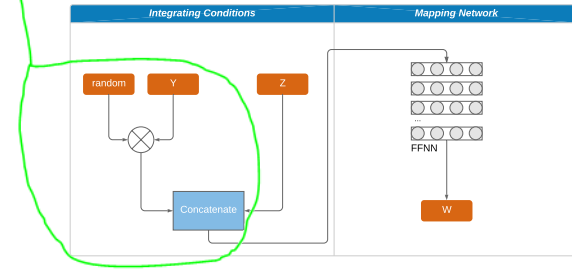 Integrating Conditions
Mapping Network
random
Y
Z
Concatenate
...
FFNN
W